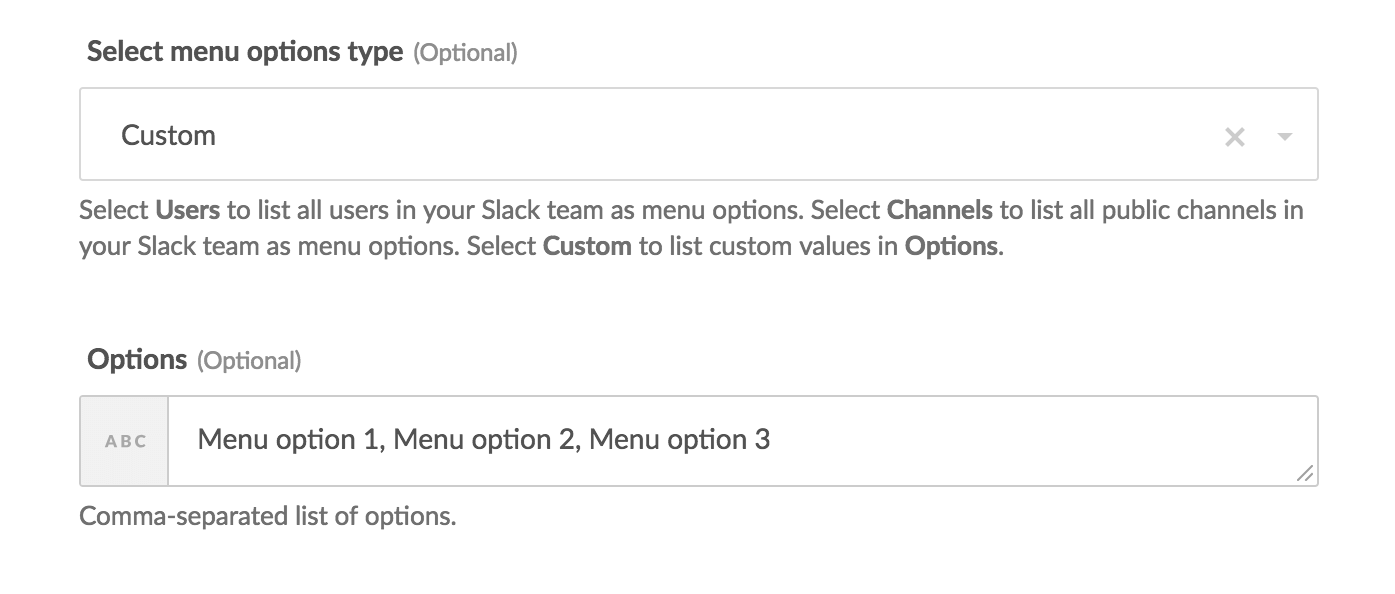 Select menu options type (Optional)
Custom
Select Users to list all users in your Slack team as menu options. Select Channels to list all public channels in
your Slack team as menu options. Select Custom to list custom values in Options.
Options (Optional)
ABC Menu option 1, Menu option 2, Menu option 3
Comma-separated list of options.